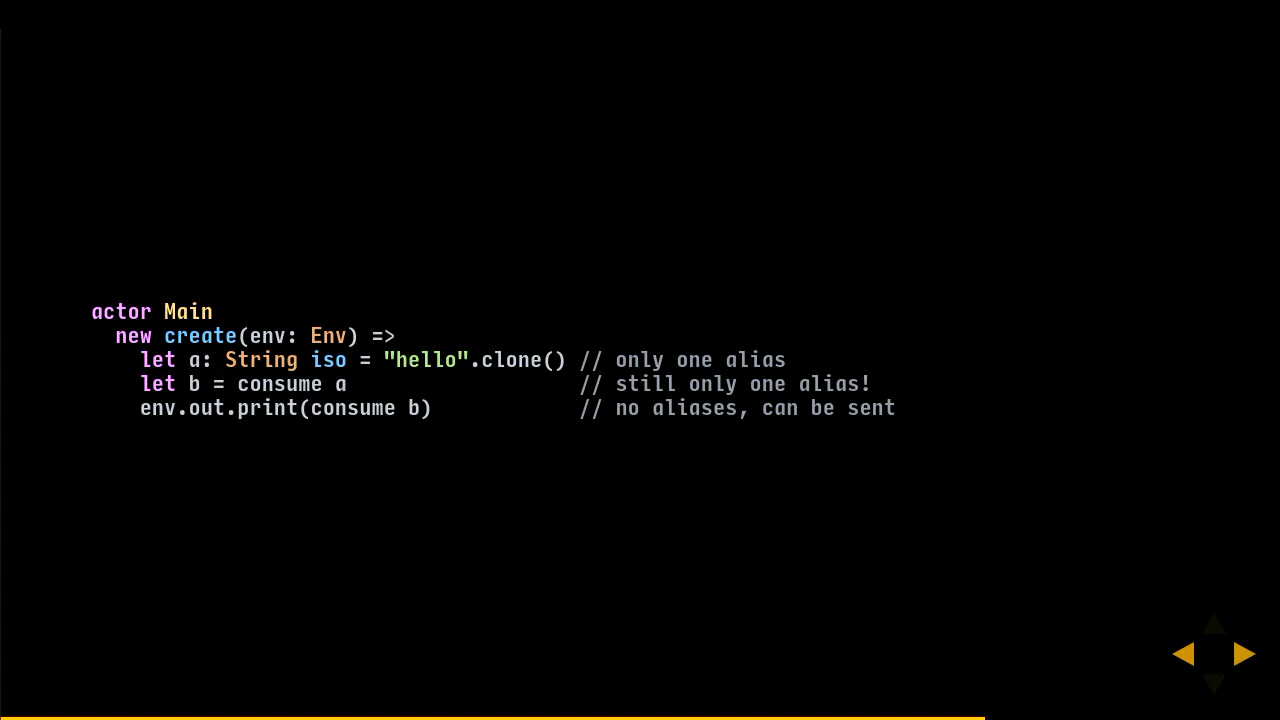 actor Main
new create(env: Env) =>
let a: String iso = "hello".clone() // only one alias
let b = consume a // still only one alias!
env.out.print(consume b) // no aliases, can be sent